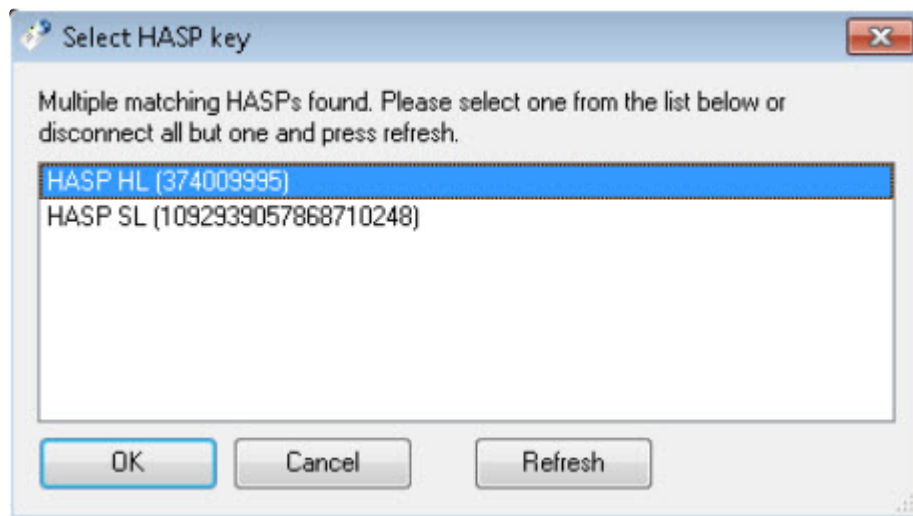 Select HASP key
Multiple matching HASPs found. Please select one from the list below or
disconnect all but one and press refresh.
HASP HL (374009995)
HASP SL (1092939057868710248)
OK Cancel Refresh